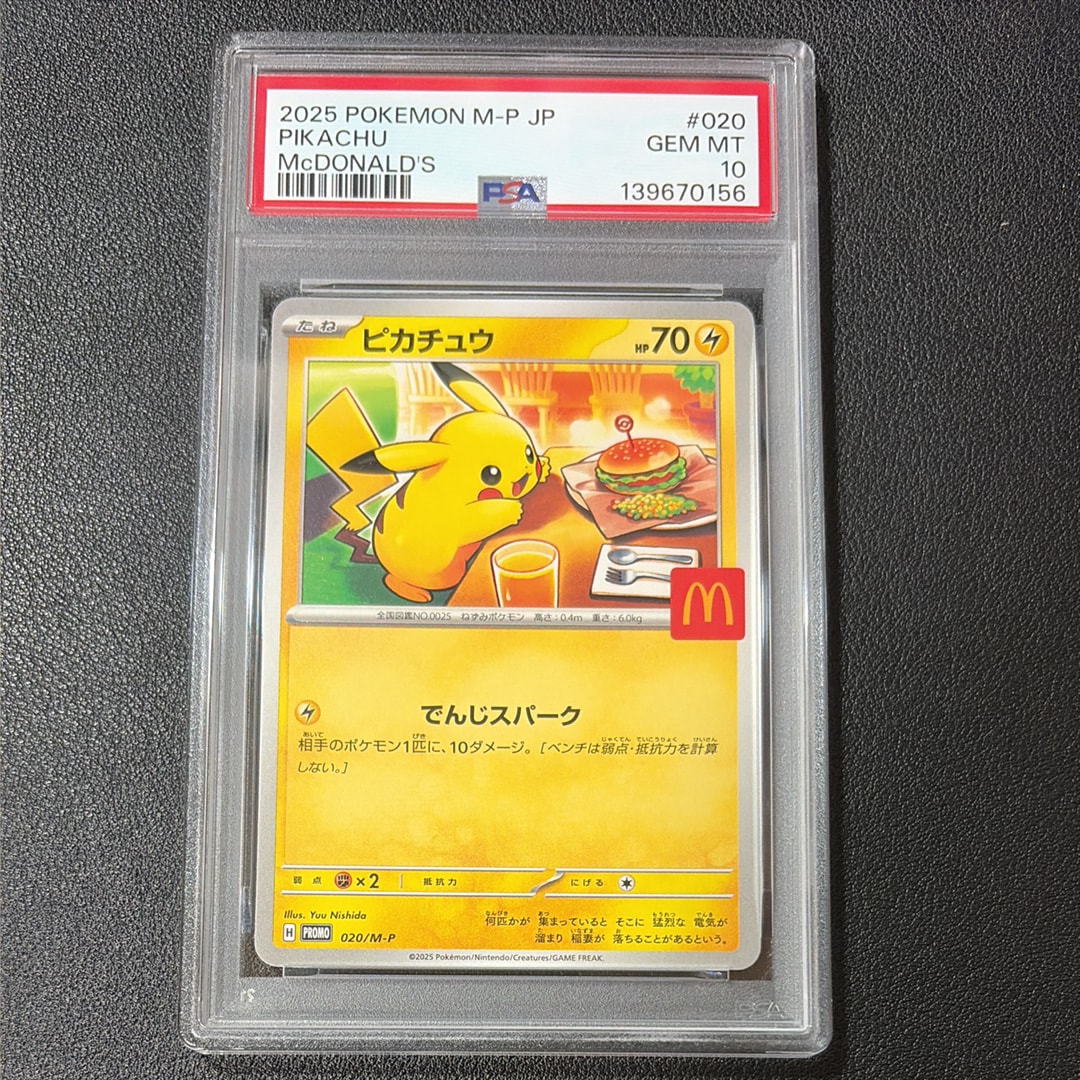 2025 POKEMON M-P JP #020
PIKACHU GEM MT
McDONALD'S 10
PSA 139670156
たね ピカチュウ HP70
全国図鑑NO.0025 ねずみポケモン 高さ:0.4m 重さ:6.0kg
でんじスパーク
相手のポケモン1匹に、10ダメージ。[ベンチは弱点・抵抗力を計算
しない。]
弱点 ×2 抵抗力 にげる
Illus. Yuu Nishida
何匹かが 集まっていると そこに 猛烈な 電気が
溜まり 稲妻が 落ちることがあるという。
H PROMO 020/M-P
©2025 Pokémon/Nintendo/Creatures/GAME FREAK.
PSA